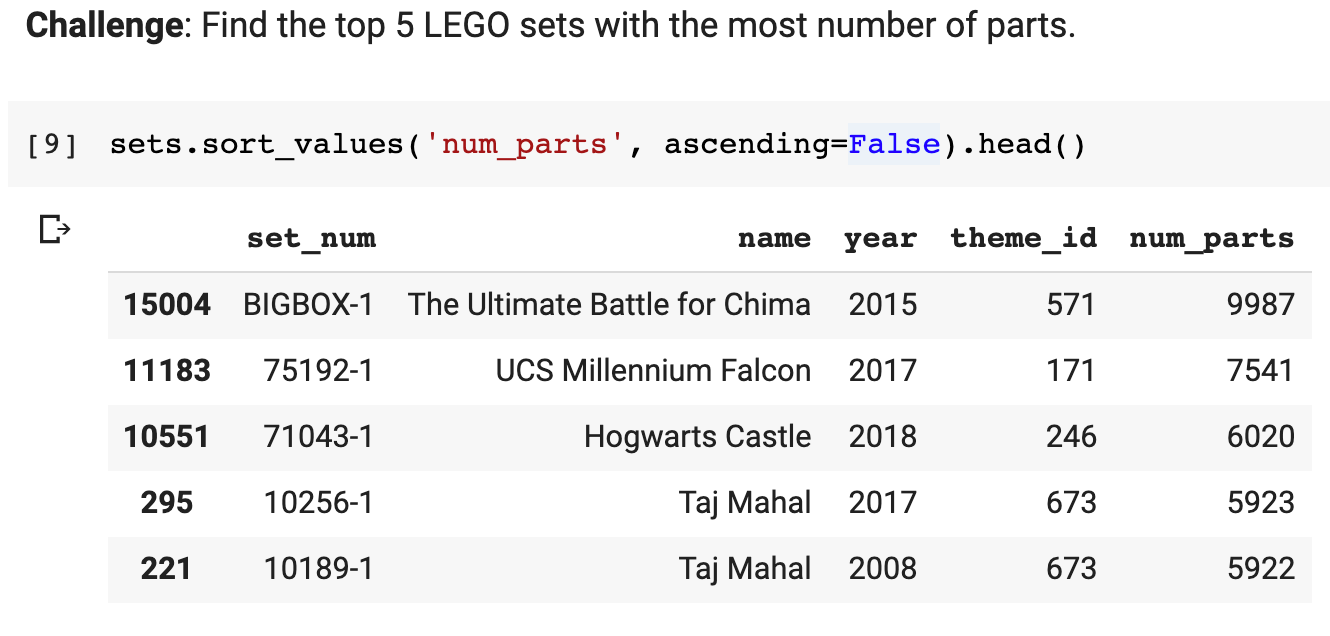 Challenge: Find the top 5 LEGO sets with the most number of parts.
[9] sets.sort_values('num_parts', ascending=False).head()
set_num name year theme_id num_parts
15004 BIGBOX-1 The Ultimate Battle for Chima 2015 571 9987
11183 75192-1 UCS Millennium Falcon 2017 171 7541
10551 71043-1 Hogwarts Castle 2018 246 6020
295 10256-1 Taj Mahal 2017 673 5923
221 10189-1 Taj Mahal 2008 673 5922